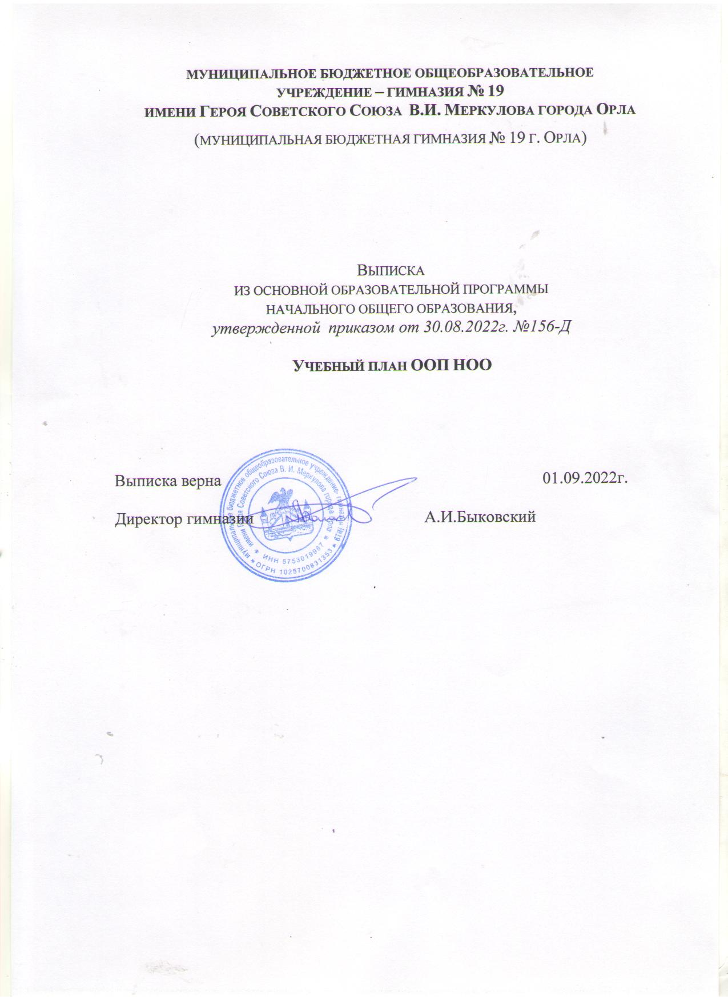 МУНИЦИПАЛЬНОЕ БЮДЖЕТНОЕ ОБЩЕОБРАЗОВАТЕЛЬНОЕ
УЧРЕЖДЕНИЕ – ГИМНАЗИЯ № 19
ИМЕНИ ГЕРОЯ СОВЕТСКОГО СОЮЗА В.И. МЕРКУЛОВА ГОРОДА ОРЛА
(МУНИЦИПАЛЬНАЯ БЮДЖЕТНАЯ ГИМНАЗИЯ № 19 Г. ОРЛА)
ВЫПИСКА
ИЗ ОСНОВНОЙ ОБРАЗОВАТЕЛЬНОЙ ПРОГРАММЫ
НАЧАЛЬНОГО ОБЩЕГО ОБРАЗОВАНИЯ,
утвержденной приказом от 30.08.2022г. №156-Д
УЧЕБНЫЙ ПЛАН ООП НОО
Выписка верна 01.09.2022г.
Директор гимназии А.И.Быковский
* муниципальное бюджетное общеобразовательное учреждение- гимназия №19 *
имени Героя Советского Союза В. И. Меркулова города Орла
* ИНН 5753019987 *
ОГРН 1025700831353